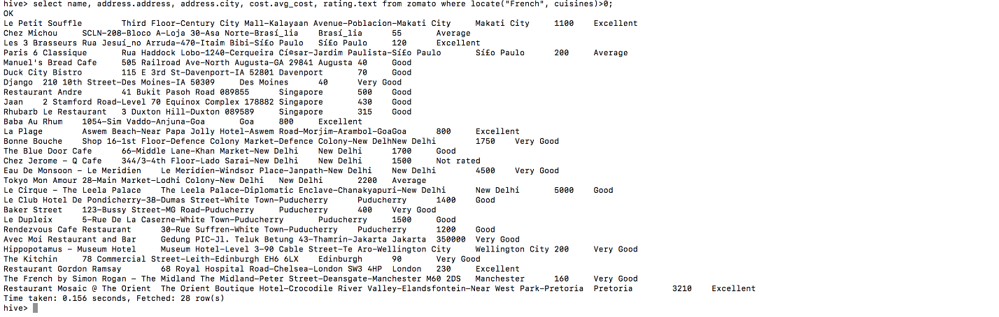 hive> select name, address.address, address.city, cost.avg_cost, rating.text from zomato where locate("French", cuisines)>0;
OK
Le Petit Souffle	Third Floor-Century City Mall-Kalayaan Avenue-Poblacion-Makati City	Makati City	1100	Excellent
Chez Michou	SCLN-208-Bloco A-Loja 30-Asa Norte-Brasí_lia	Brasí_lia	55	Average
Les 3 Brasseurs	Rua Jesuí_no Arruda-470-Itaim Bibi-Sí£o Paulo	Sí£o Paulo	120	Excellent
Paris 6 Classique	Rua Haddock Lobo-1240-Cerqueira Cí©sar-Jardim Paulista-Sí£o Paulo	Sí£o Paulo	200	Average
Manuel's Bread Cafe	505 Railroad Ave-North Augusta-GA 29841	Augusta	40	Good
Duck City Bistro	115 E 3rd St-Davenport-IA 52801	Davenport	70	Good
Django	210 10th Street-Des Moines-IA 50309	Des Moines	40	Very Good
Restaurant Andre	41 Bukit Pasoh Road 089855	Singapore	500	Good
Jaan	2 Stamford Road-Level 70 Equinox Complex 178882	Singapore	430	Good
Rhubarb Le Restaurant	3 Duxton Hill-Duxton 089589	Singapore	315	Good
Baba Au Rhum	1054-Sim Vaddo-Anjuna-Goa	Goa	800	Excellent
La Plage	Aswem Beach-Near Papa Jolly Hotel-Aswem Road-Morjim-Arambol-GoaGoa	800	Excellent
Bonne Bouche	Shop 16-1st Floor-Defence Colony Market-Defence Colony-New DelhNew Delhi	1750	Very Good
The Blue Door Cafe	66-Middle Lane-Khan Market-New Delhi	New Delhi	1700	Good
Chez Jerome - Q Cafe	344/3-4th Floor-Lado Sarai-New Delhi	New Delhi	1500	Not rated
Eau De Monsoon - Le Meridien	Le Meridien-Windsor Place-Janpath-New Delhi	New Delhi	4500	Very Good
Tokyo Mon Amour	28-Main Market-Lodhi Colony-New Delhi	New Delhi	2200	Average
Le Cirque - The Leela Palace	The Leela Palace-Diplomatic Enclave-Chanakyapuri-New Delhi	New Delhi	5000	Good
Le Club Hotel De Pondicherry-38-Dumas Street-White Town-Puducherry	Puducherry	1400	Good
Baker Street	123-Bussy Street-MG Road-Puducherry	Puducherry	400	Very Good
Le Dupleix	5-Rue De La Caserne-White Town-Puducherry	Puducherry	1500	Good
Rendezvous Cafe Restaurant	30-Rue Suffren-White Town-Puducherry	Puducherry	1200	Good
Avec Moi Restaurant and Bar	Gedung PIC-Jl. Teluk Betung 43-Thamrin-Jakarta	Jakarta	350000	Very Good
Hippopotamus - Museum Hotel	Museum Hotel-Level 3-90 Cable Street-Te Aro-Wellington City	Wellington City	200	Very Good
The Kitchin	78 Commercial Street-Leith-Edinburgh EH6 6LX	Edinburgh	90	Very Good
Restaurant Gordon Ramsay	68 Royal Hospital Road-Chelsea-London SW3 4HP	London	230	Excellent
The French by Simon Rogan - The Midland	The Midland-Peter Street-Deansgate-Manchester M60 2DS	Manchester	160	Very Good
Restaurant Mosaic @ The Orient	The Orient Boutique Hotel-Crocodile River Valley-Elandsfontein-Near West Park-Pretoria	Pretoria	3210	Excellent
Time taken: 0.156 seconds, Fetched: 28 row(s)
hive>